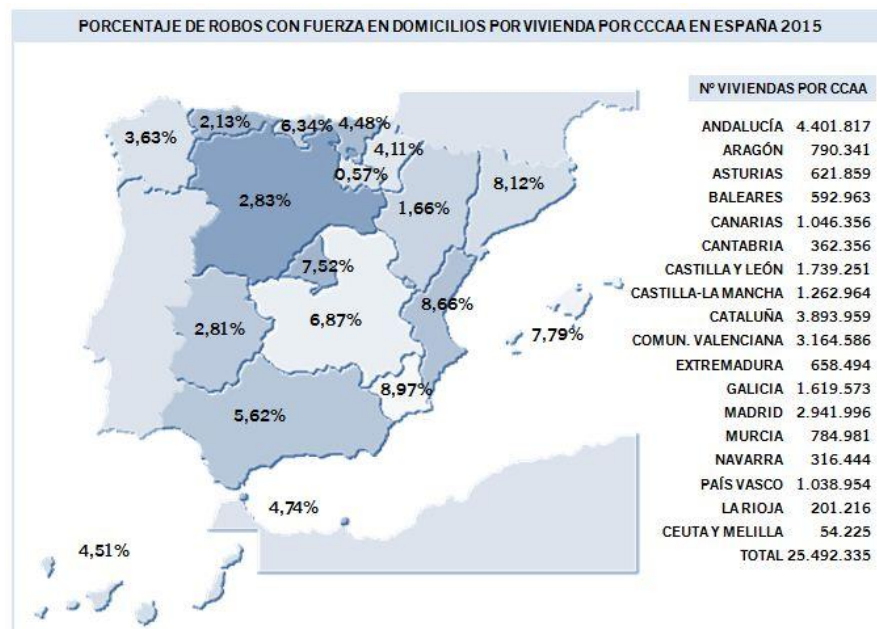 PORCENTAJE DE ROBOS CON FUERZA EN DOMICILIOS POR VIVIENDA POR CCCAA EN ESPAÑA 2015
3,63%
2,13%
6,34%
4,48%
4,11%
0,57%
2,83%
1,66%
8,12%
7,52%
8,66%
2,81%
6,87%
7,79%
8,97%
5,62%
4,74%
4,51%
Nº VIVIENDAS POR CCAA
ANDALUCÍA 4.401.817
ARAGÓN 790.341
ASTURIAS 621.859
BALEARES 592.963
CANARIAS 1.046.356
CANTABRIA 362.356
CASTILLA Y LEÓN 1.739.251
CASTILLA-LA MANCHA 1.262.964
CATALUÑA 3.893.959
COMUN. VALENCIANA 3.164.586
EXTREMADURA 658.494
GALICIA 1.619.573
MADRID 2.941.996
MURCIA 784.981
NAVARRA 316.444
PAÍS VASCO 1.038.954
LA RIOJA 201.216
CEUTA Y MELILLA 54.225
TOTAL 25.492.335